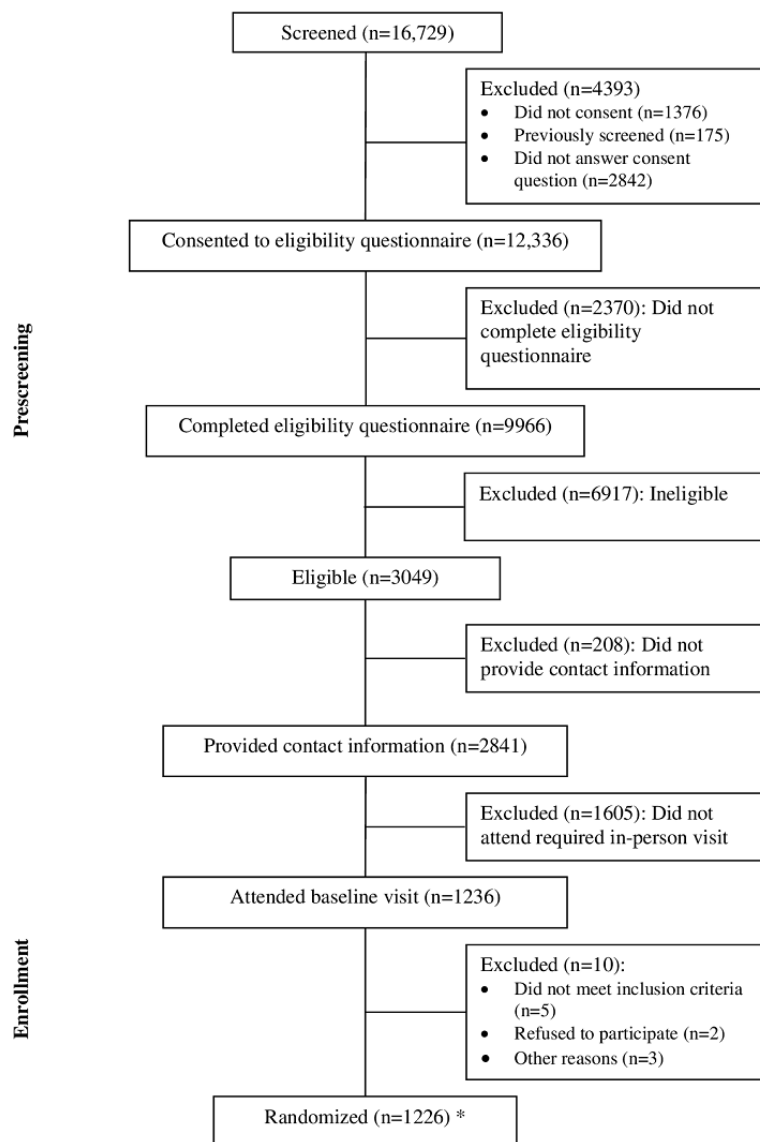 Screened (n=16,729)
Excluded (n=4393)
• Did not consent (n=1376)
• Previously screened (n=175)
• Did not answer consent
question (n=2842)
Consented to eligibility questionnaire (n=12,336)
Excluded (n=2370): Did not
complete eligibility
questionnaire
Prescreening
Completed eligibility questionnaire (n=9966)
Excluded (n=6917): Ineligible
Eligible (n=3049)
Excluded (n=208): Did not
provide contact information
Provided contact information (n=2841)
Excluded (n=1605): Did not
attend required in-person visit
Attended baseline visit (n=1236)
Enrollment
Excluded (n=10):
• Did not meet inclusion criteria
(n=5)
• Refused to participate (n=2)
• Other reasons (n=3)
Randomized (n=1226) *